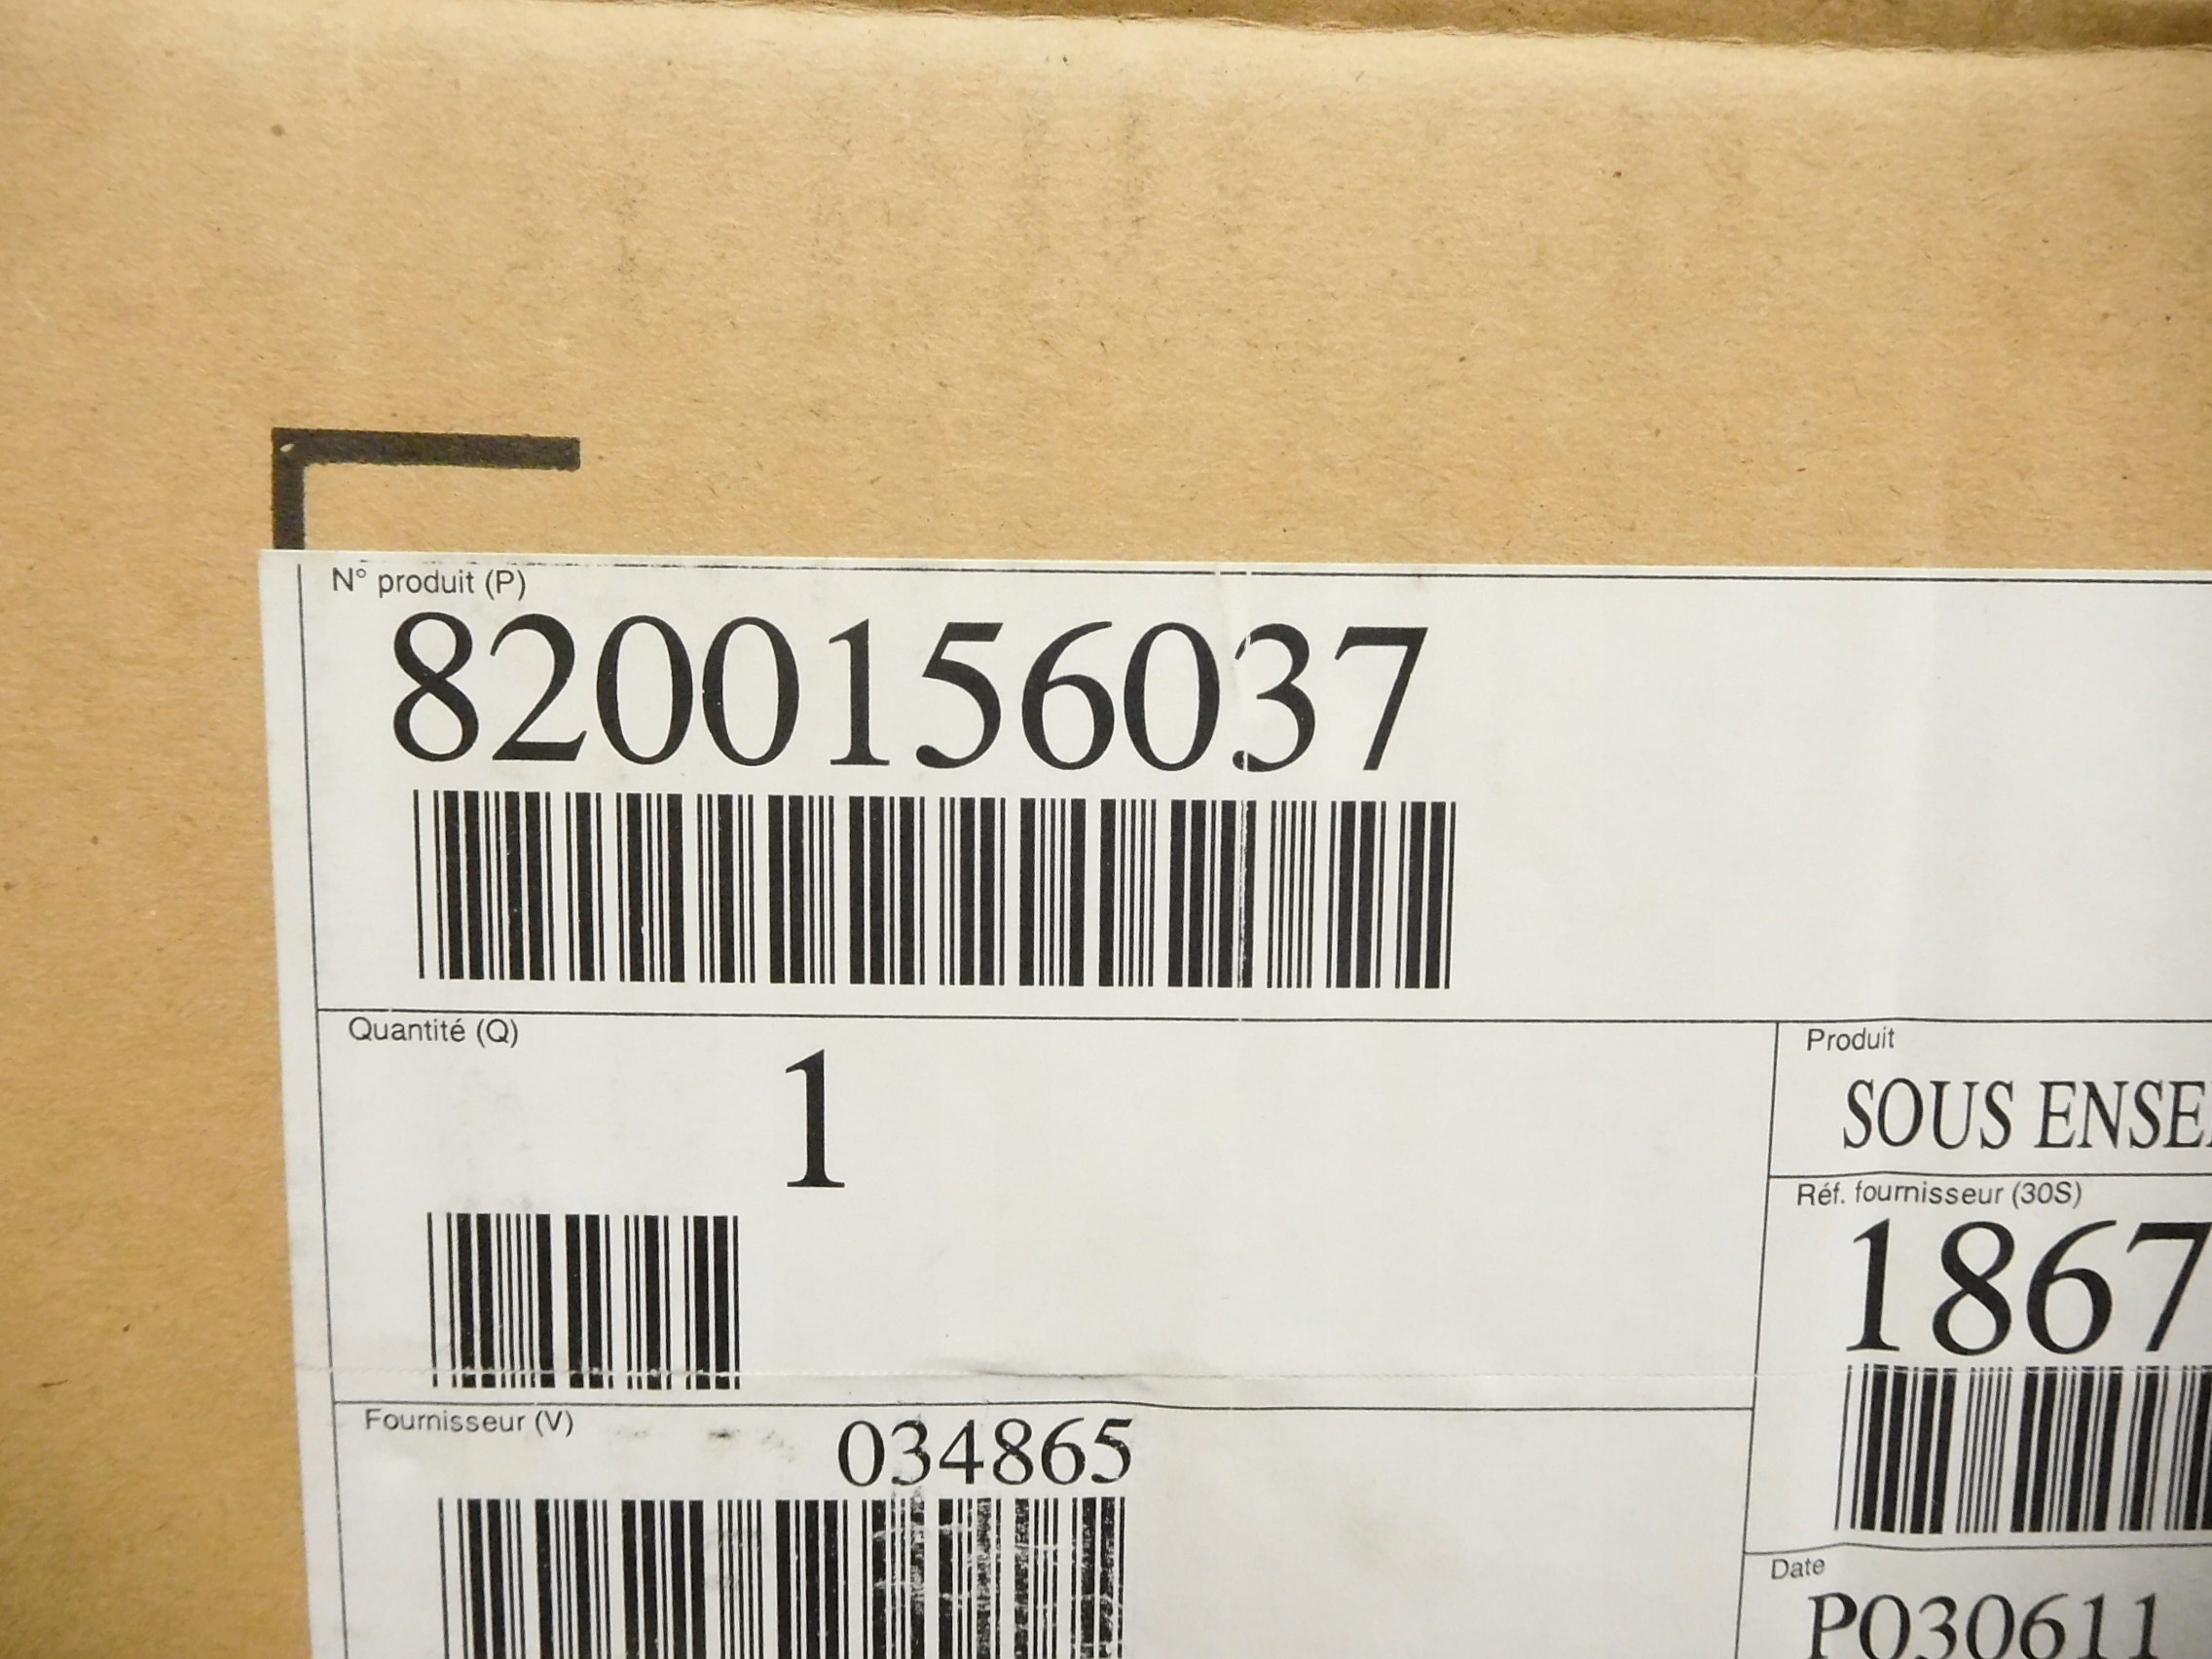 N° produit (P)
8200156037
Quantité (Q)
1
Produit
SOUS ENSE
Réf. fournisseur (30S)
1867
Fournisseur (V)
034865
Date
P030611